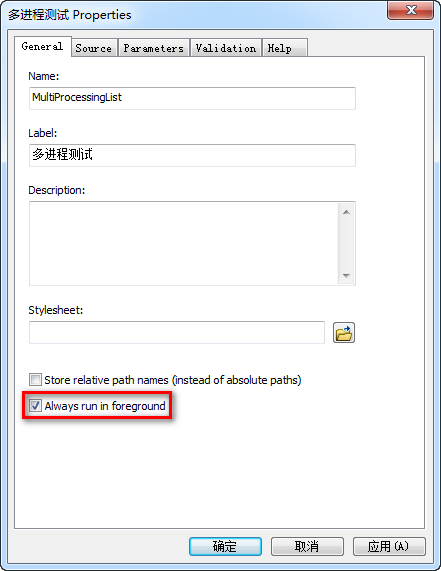 多进程测试 Properties
General Source Parameters Validation Help
Name:
MultiProcessingList
Label:
多进程测试
Description:
Stylesheet:
Store relative path names (instead of absolute paths)
Always run in foreground
确定 取消 应用(A)